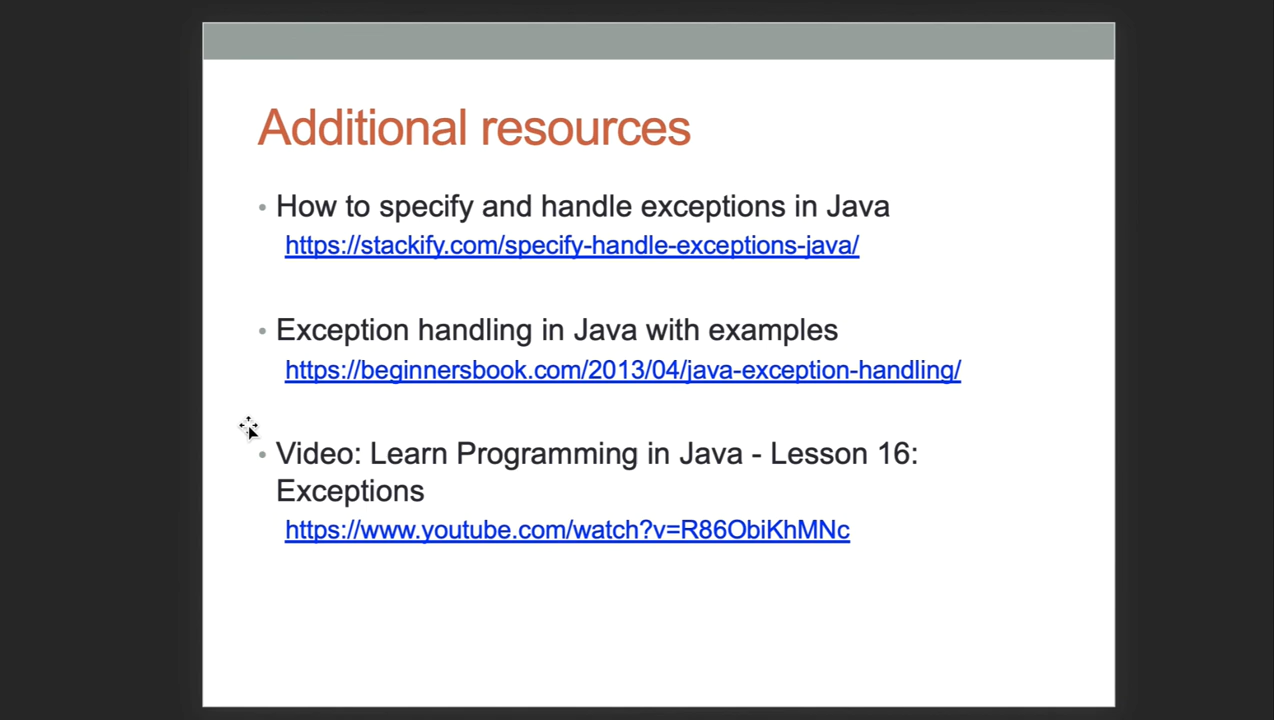 Additional resources
• How to specify and handle exceptions in Java
https://stackify.com/specify-handle-exceptions-java/
• Exception handling in Java with examples
https://beginnersbook.com/2013/04/java-exception-handling/
• Video: Learn Programming in Java - Lesson 16:
Exceptions
https://www.youtube.com/watch?v=R86ObiKhMNc